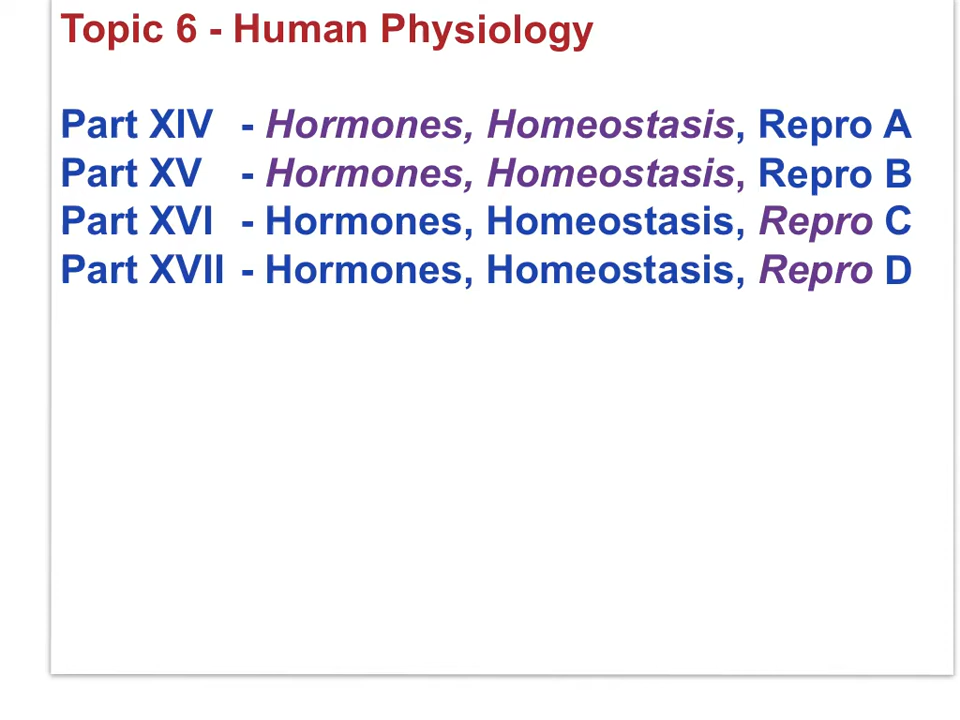 Topic 6 - Human Physiology
Part XIV - Hormones, Homeostasis, Repro A
Part XV - Hormones, Homeostasis, Repro B
Part XVI - Hormones, Homeostasis, Repro C
Part XVII - Hormones, Homeostasis, Repro D